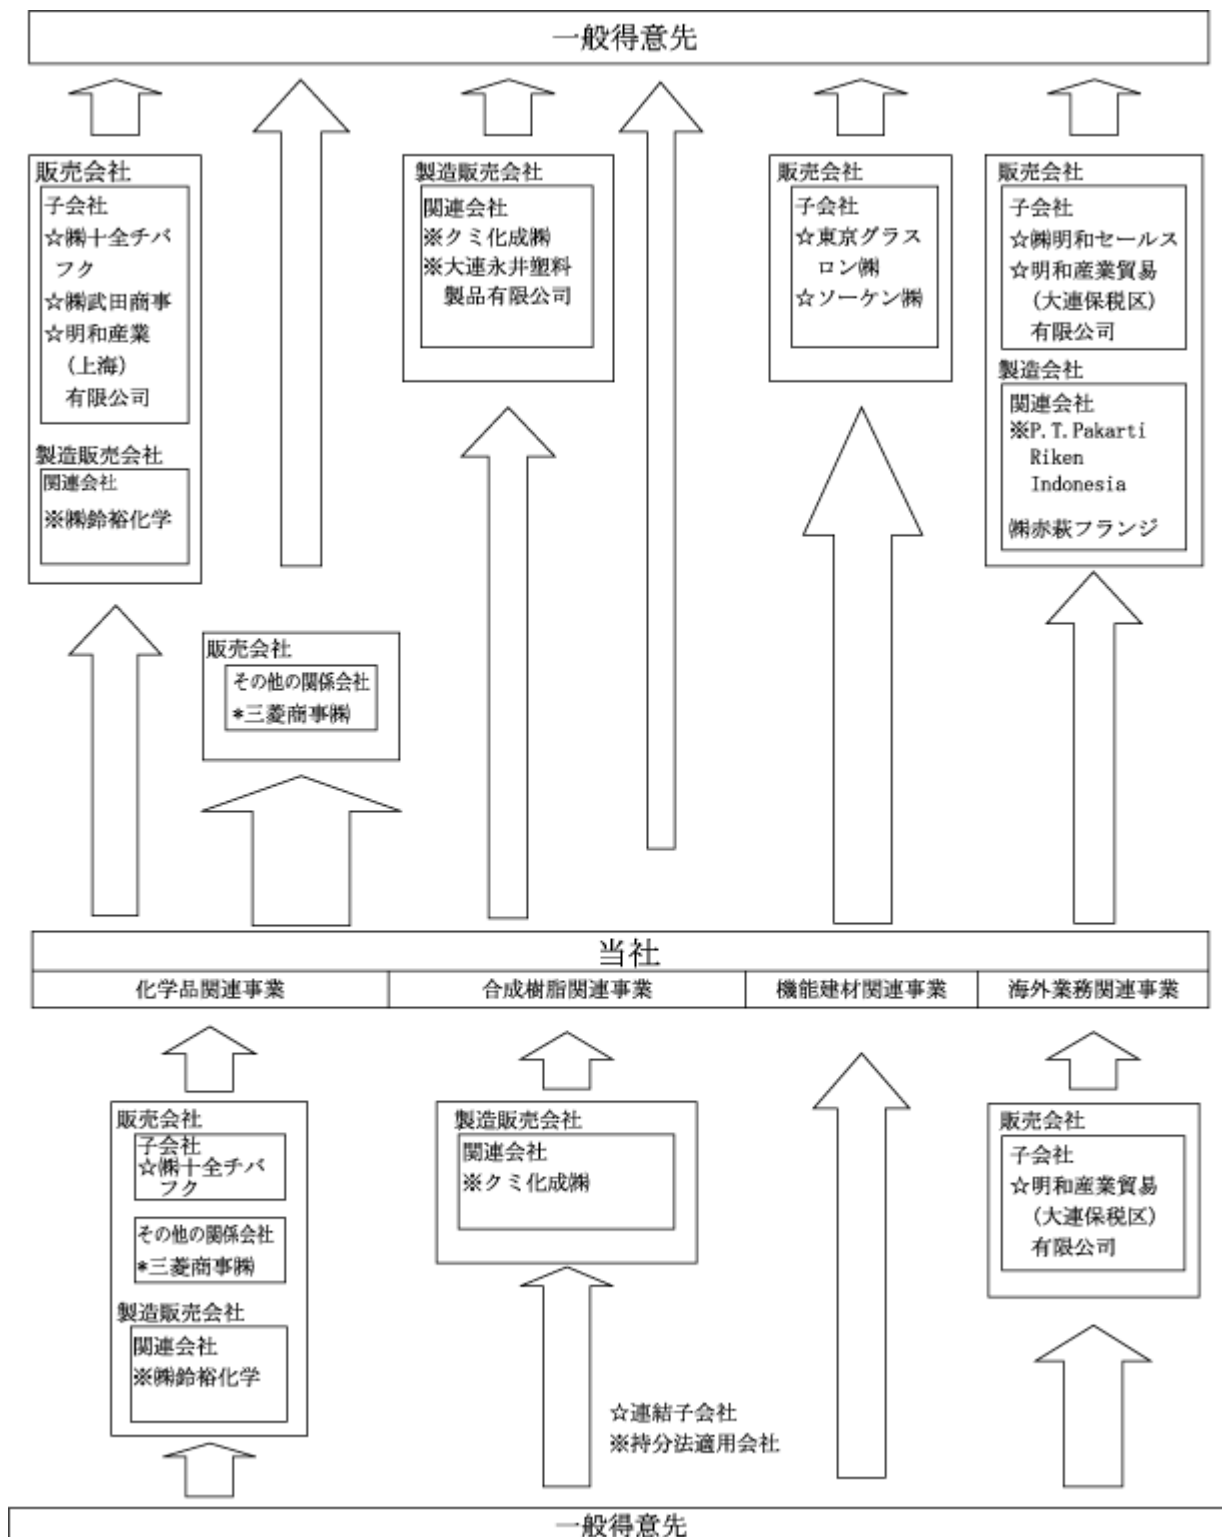 一般得意先
販売会社
子会社
☆㈱十全チバ
フク
☆㈱武田商事
☆明和産業
(上海)
有限公司
製造販売会社
関連会社
※㈱鈴裕化学
販売会社
その他の関係会社
*三菱商事㈱
製造販売会社
関連会社
※クミ化成㈱
※大連永井塑料
製品有限公司
販売会社
子会社
☆東京グラス
ロン㈱
☆ソーケン㈱
販売会社
子会社
☆㈱明和セールス
☆明和産業貿易
(大連保税区)
有限公司
製造会社
関連会社
※P.T.Pakarti
Riken
Indonesia
㈱赤萩フランジ
当社
化学品関連事業
合成樹脂関連事業
機能建材関連事業
海外業務関連事業
販売会社
子会社
☆㈱十全チバ
フク
その他の関係会社
*三菱商事㈱
製造販売会社
関連会社
※㈱鈴裕化学
製造販売会社
関連会社
※クミ化成㈱
販売会社
子会社
☆明和産業貿易
(大連保税区)
有限公司
☆連結子会社
※持分法適用会社
一般得意先